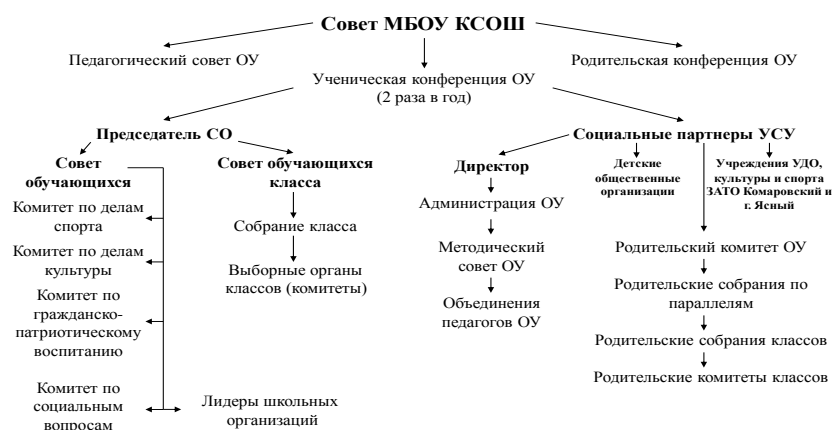 Совет МБОУ КСОШ
Педагогический совет ОУ
Родительская конференция ОУ
Ученическая конференция ОУ
(2 раза в год)
Председатель СО
Социальные партнеры УСУ
Совет
обучающихся
Совет обучающихся
класса
Директор
Детские
общественные
организации
Учреждения УДО,
культуры и спорта
ЗАТО Комаровский и
г. Ясный
Комитет по делам
спорта
Комитет по делам
культуры
Комитет по
гражданско-
патриотическому
воспитанию
Комитет по
социальным
вопросам
Лидеры школьных
организаций
Собрание класса
Выборные органы
классов (комитеты)
Администрация ОУ
Методический
совет ОУ
Объединения
педагогов ОУ
Родительский комитет ОУ
Родительские собрания по
параллелям
Родительские собрания классов
Родительские комитеты классов